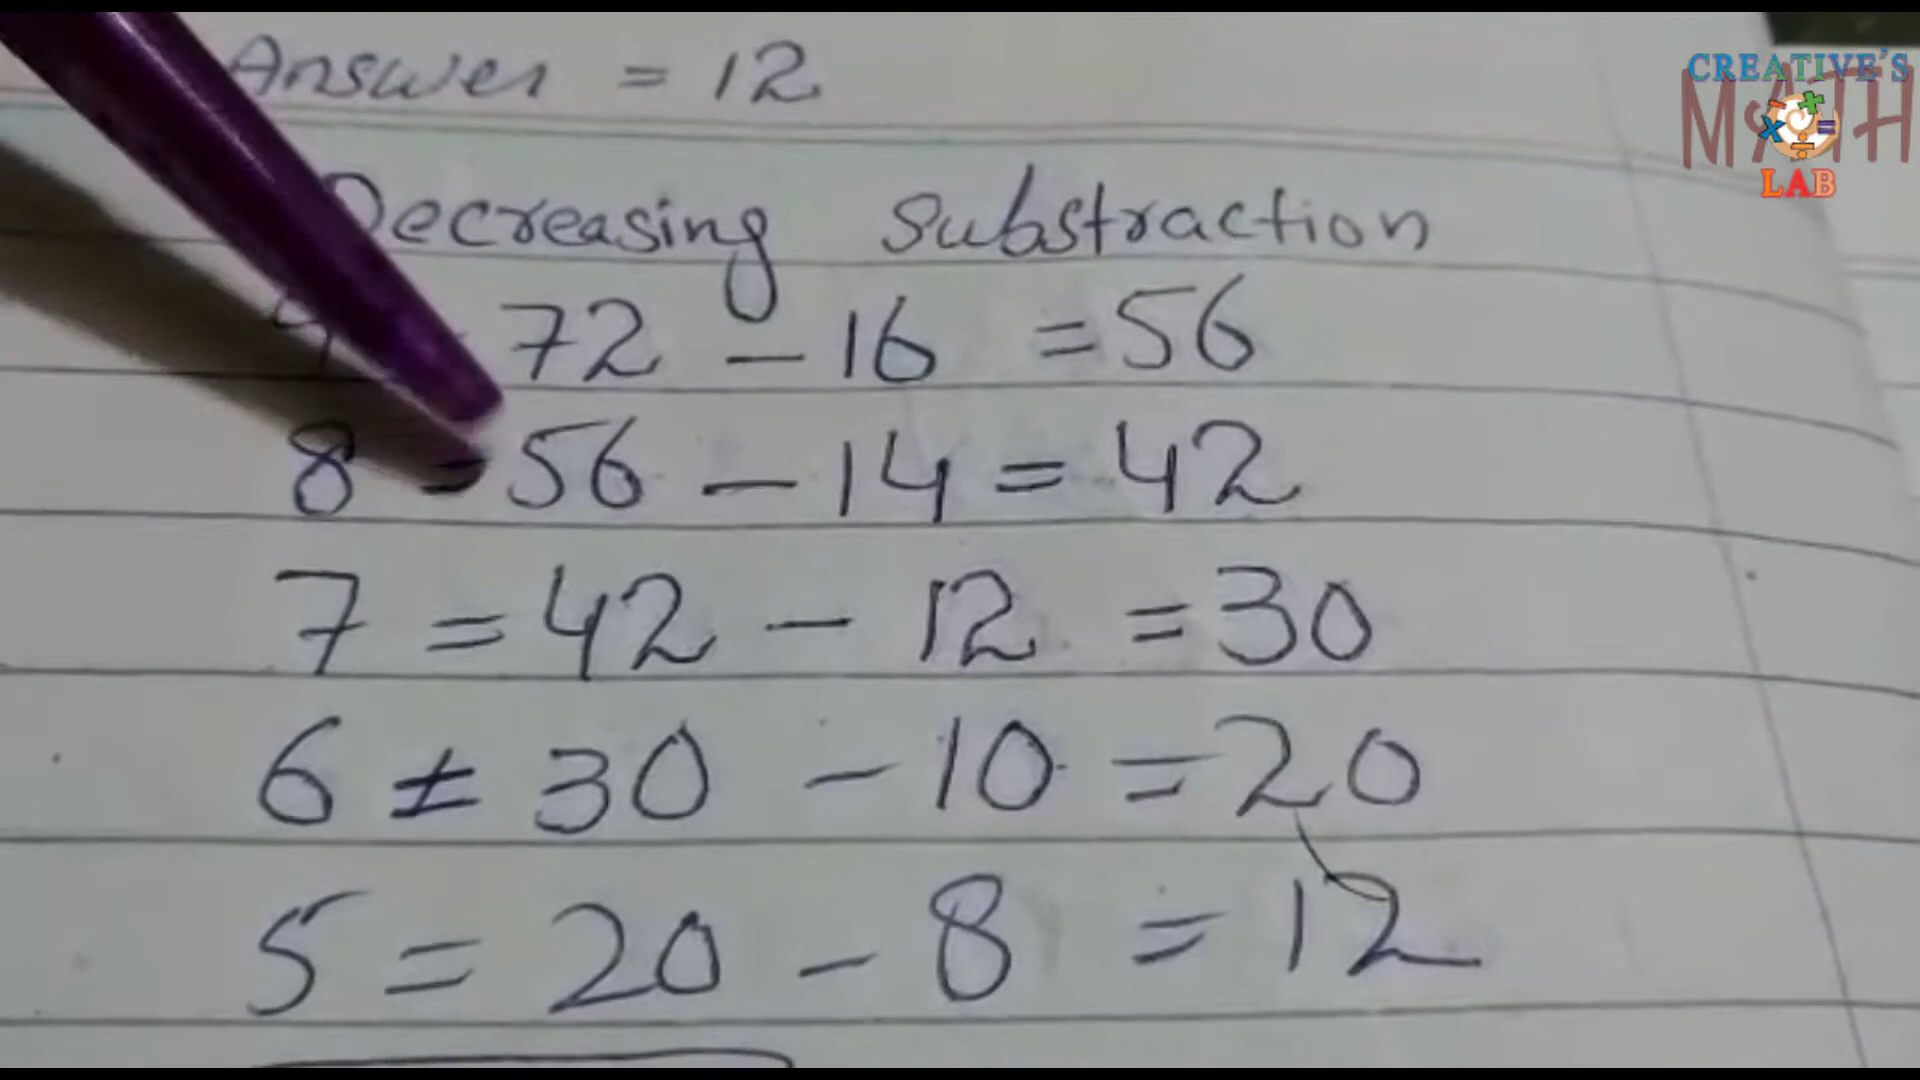 Answer = 12
CREATIVE'S
MATH
LAB
Decreasing Substraction
9 72 - 16 = 56
8 = 56 - 14 = 42
7 = 42 - 12 = 30
6 = 30 - 10 = 20
5 = 20 - 8 = 12